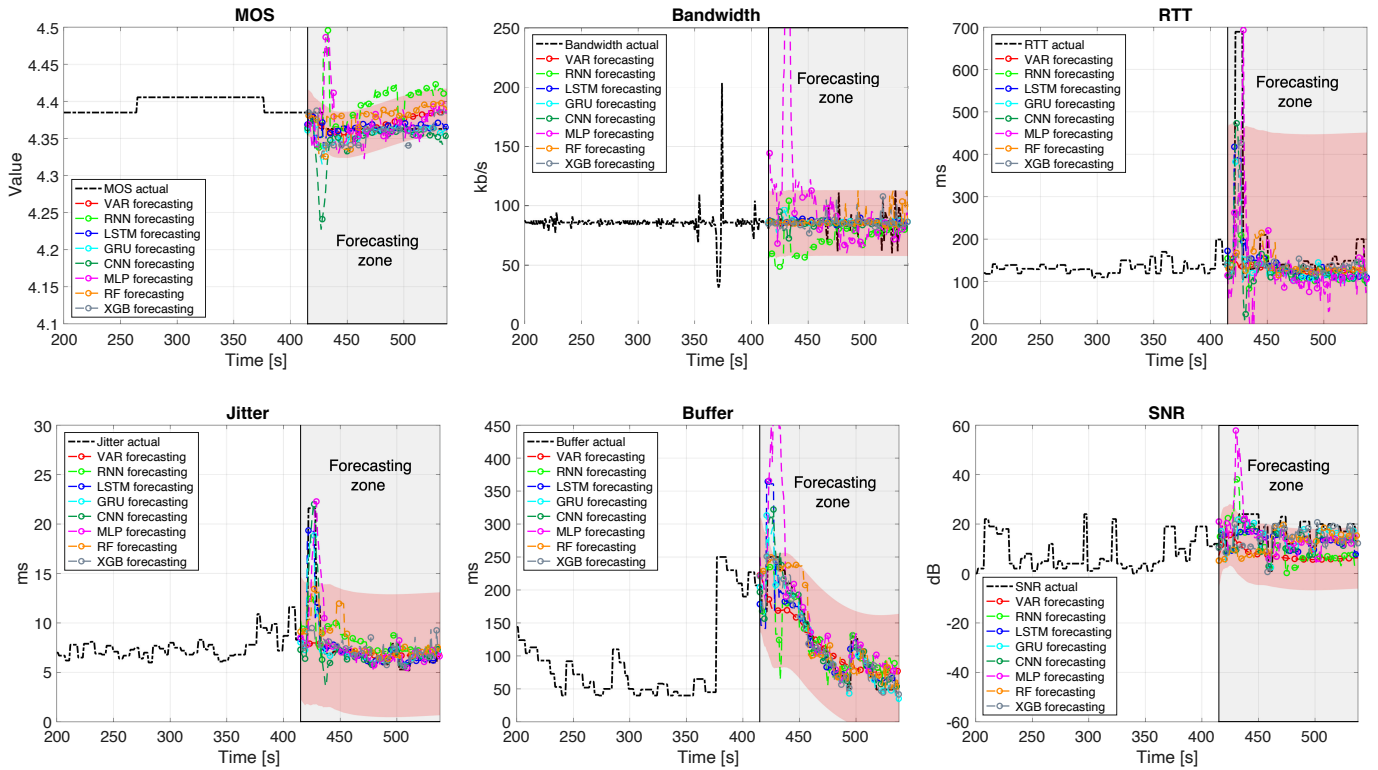 MOS
4.5
4.45
4.4
4.35
4.3
4.25
4.2
4.15
4.1
Value
MOS actual
VAR forecasting
RNN forecasting
LSTM forecasting
GRU forecasting
CNN forecasting
MLP forecasting
RF forecasting
XGB forecasting
Forecasting
zone
200 250 300 350 400 450 500
Time [s]
Bandwidth
250
200
150
100
50
0
kb/s
Bandwidth actual
VAR forecasting
RNN forecasting
LSTM forecasting
GRU forecasting
CNN forecasting
MLP forecasting
RF forecasting
XGB forecasting
Forecasting
zone
200 250 300 350 400 450 500
Time [s]
RTT
700
600
500
400
300
200
100
0
ms
RTT actual
VAR forecasting
RNN forecasting
LSTM forecasting
GRU forecasting
CNN forecasting
MLP forecasting
RF forecasting
XGB forecasting
Forecasting
zone
200 250 300 350 400 450 500
Time [s]
Jitter
30
25
20
15
10
5
0
ms
Jitter actual
VAR forecasting
RNN forecasting
LSTM forecasting
GRU forecasting
CNN forecasting
MLP forecasting
RF forecasting
XGB forecasting
Forecasting
zone
200 250 300 350 400 450 500
Time [s]
Buffer
450
400
350
300
250
200
150
100
50
0
ms
Buffer actual
VAR forecasting
RNN forecasting
LSTM forecasting
GRU forecasting
CNN forecasting
MLP forecasting
RF forecasting
XGB forecasting
Forecasting
zone
200 250 300 350 400 450 500
Time [s]
SNR
60
40
20
0
-20
-40
-60
dB
Forecasting
zone
SNR actual
VAR forecasting
RNN forecasting
LSTM forecasting
GRU forecasting
CNN forecasting
MLP forecasting
RF forecasting
XGB forecasting
200 250 300 350 400 450 500
Time [s]